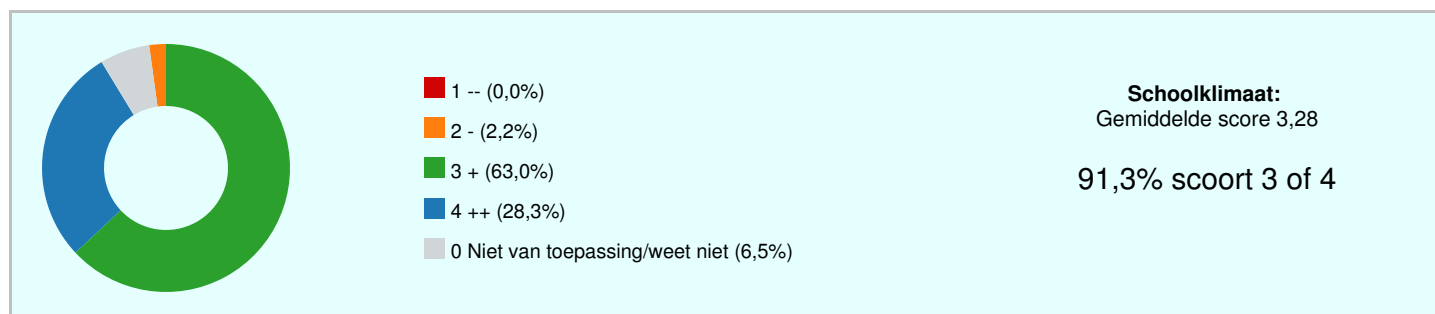 1 -- (0,0%)
2 - (2,2%)
3 + (63,0%)
4 ++ (28,3%)
0 Niet van toepassing/weet niet (6,5%)
Schoolklimaat:
Gemiddelde score 3,28
91,3% scoort 3 of 4